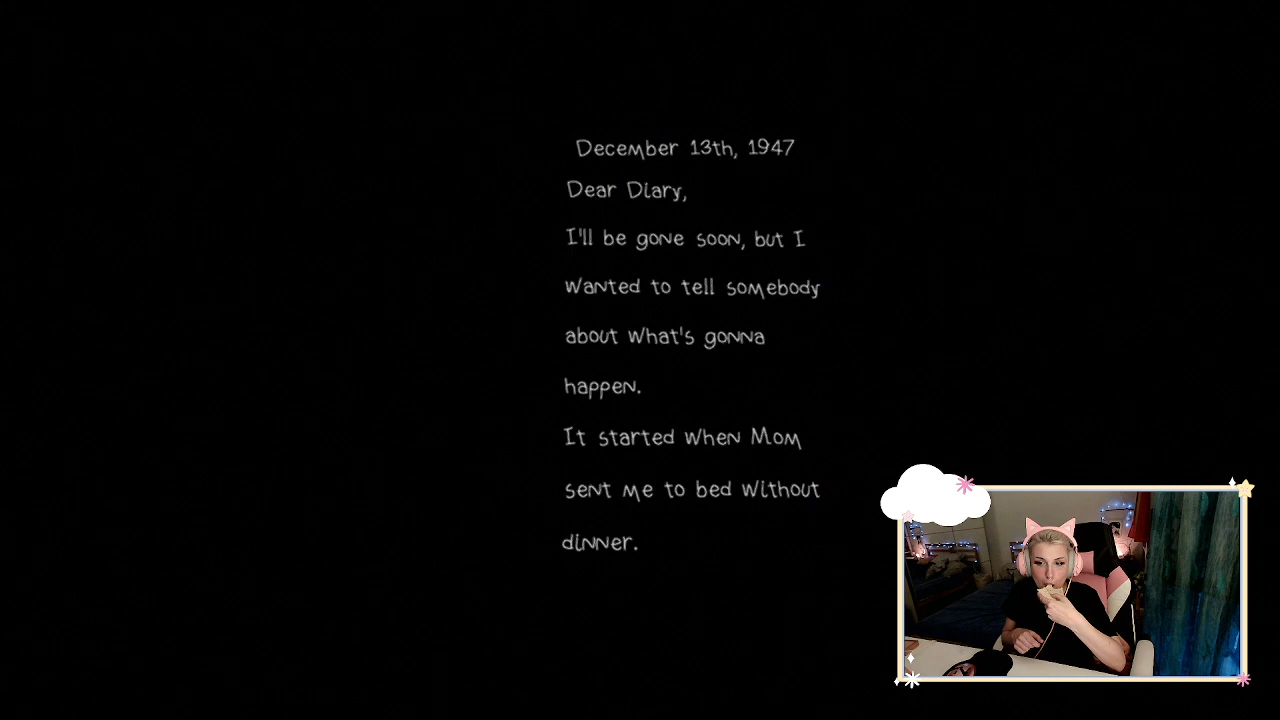 December 13th, 1947
Dear Diary,
I'll be gone soon, but I
wanted to tell somebody
about what's gonna
happen.
It started when Mom
sent me to bed without
dinner.